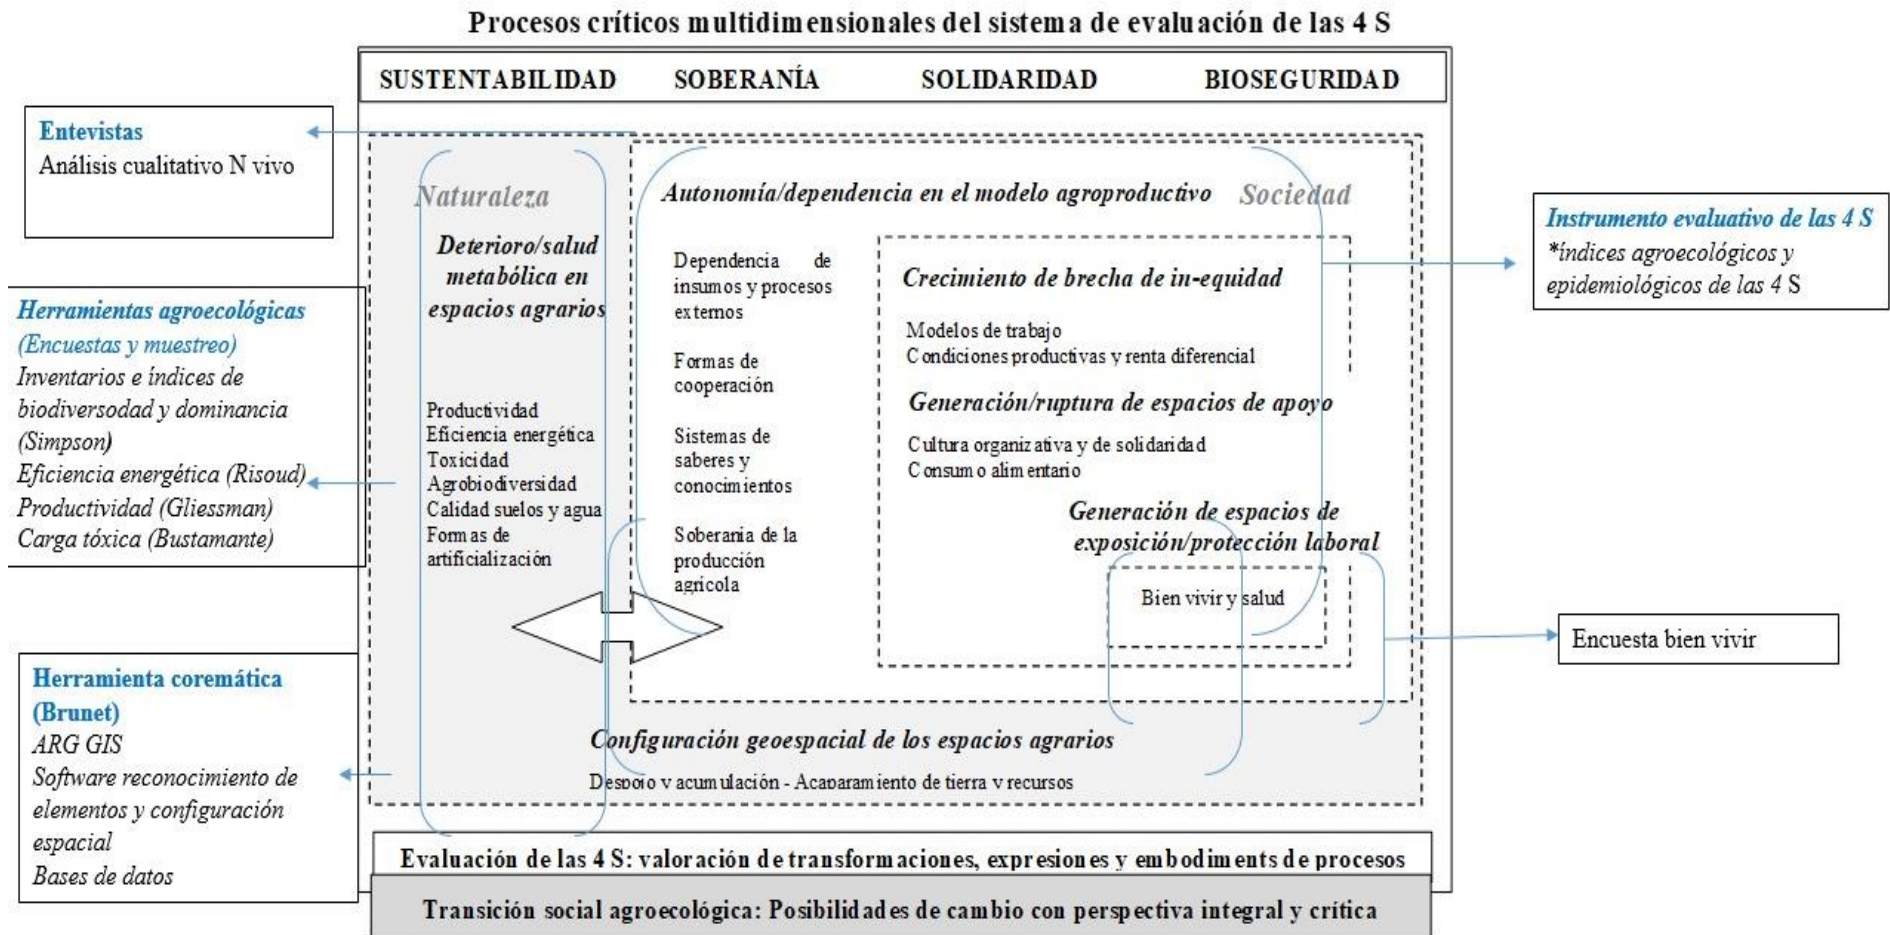 Procesos críticos multidimensionales del sistema de evaluación de las 4 S
SUSTENTABILIDAD SOBERANÍA SOLIDARIDAD BIOSEGURIDAD
Entevistas
Análisis cualitativo N vivo
Herramientas agroecológicas
(Encuestas y muestreo)
Inventarios e índices de
biodiversodad y dominancia
(Simpson)
Eficiencia energética (Risoud)
Productividad (Gliessman)
Carga tóxica (Bustamante)
Herramienta coremática
(Brunet)
ARG GIS
Software reconocimiento de
elementos y configuración
espacial
Bases de datos
Naturaleza
Deterioro/salud
metabólica en
espacios agrarios
Productividad
Eficiencia energética
Toxicidad
Agrobiodiversidad
Calidad suelos y agua
Formas de
artificialización
Autonomía/dependencia en el modelo agroproductivo
Sociedad
Dependencia de
insumos y procesos
externos
Formas de
cooperación
Sistemas de
saberes y
conocimientos
Soberanía de la
producción
agrícola
Crecimiento de brecha de in-equidad
Modelos de trabajo
Condiciones productivas y renta diferencial
Generación/ruptura de espacios de apoyo
Cultura organizativa y de solidaridad
Consumo alimentario
Generación de espacios de
exposición/protección laboral
Bien vivir y salud
Configuración geoespacial de los espacios agrarios
Despojo y acumulación - Acaparamiento de tierra y recursos
Instrumento evaluativo de las 4 S
*índices agroecológicos y
epidemiológicos de las 4 S
Encuesta bien vivir
Evaluación de las 4 S: valoración de transformaciones, expresiones y embodiments de procesos
Transición social agroecológica: Posibilidades de cambio con perspectiva integral y crítica